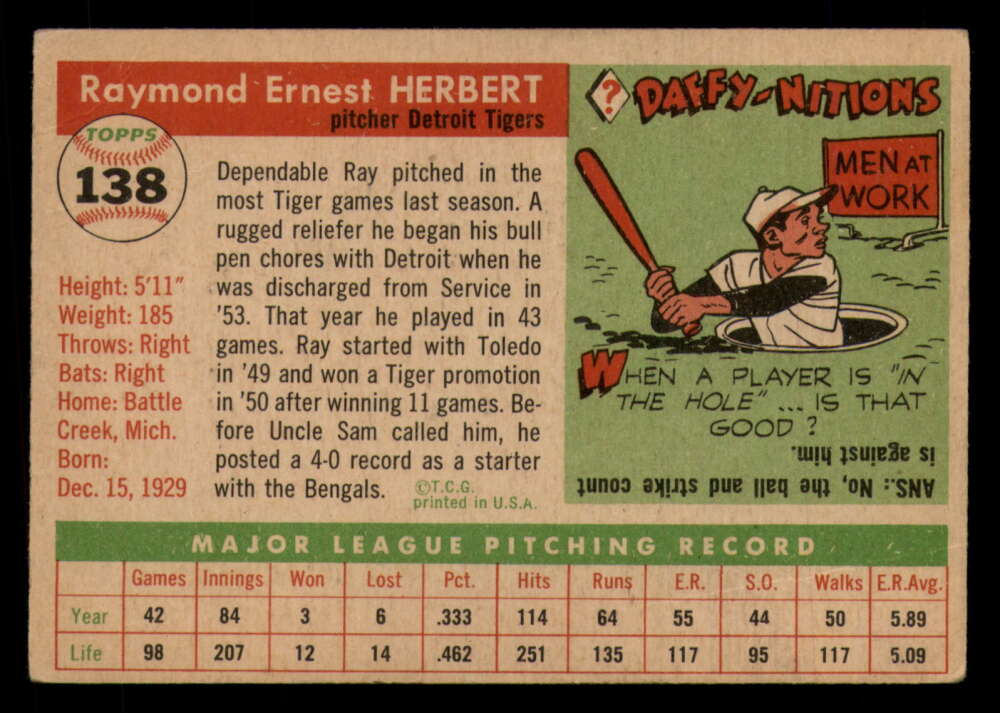 Raymond Ernest HERBERT
pitcher Detroit Tigers
TOPPS
138
Height: 5'11"
Weight: 185
Throws: Right
Bats: Right
Home: Battle
Creek, Mich.
Born:
Dec. 15, 1929
Dependable Ray pitched in the
most Tiger games last season. A
rugged reliefer he began his bull
pen chores with Detroit when he
was discharged from Service in
'53. That year he played in 43
games. Ray started with Toledo
in '49 and won a Tiger promotion
in '50 after winning 11 games. Be-
fore Uncle Sam called him, he
posted a 4-0 record as a starter
with the Bengals.
©T.C.G.
printed in U.S.A.
? DAFFY-NITIONS
MEN AT
WORK
WHEN A PLAYER IS "IN
THE HOLE"... IS THAT
GOOD?
ANS.: No, the ball and strike count
is against him.
MAJOR LEAGUE PITCHING RECORD
Games Innings Won Lost Pct. Hits Runs E.R. S.O. Walks E.R.Avg.
Year 42 84 3 6 .333 114 64 55 44 50 5.89
Life 98 207 12 14 .462 251 135 117 95 117 5.09